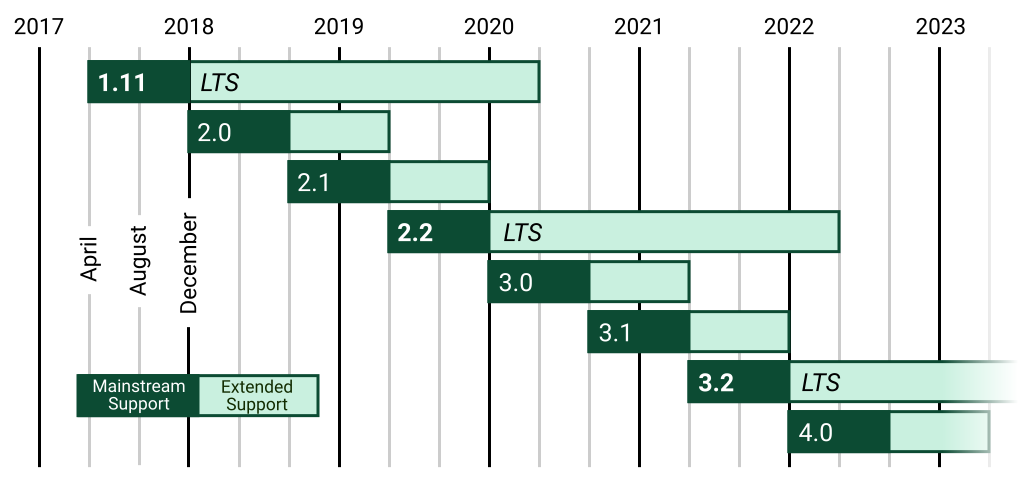 2017 2018 2019 2020 2021 2022 2023
1.11 LTS
2.0
2.1
2.2 LTS
April August December
3.0
3.1
3.2 LTS
Mainstream Support
Extended Support
4.0